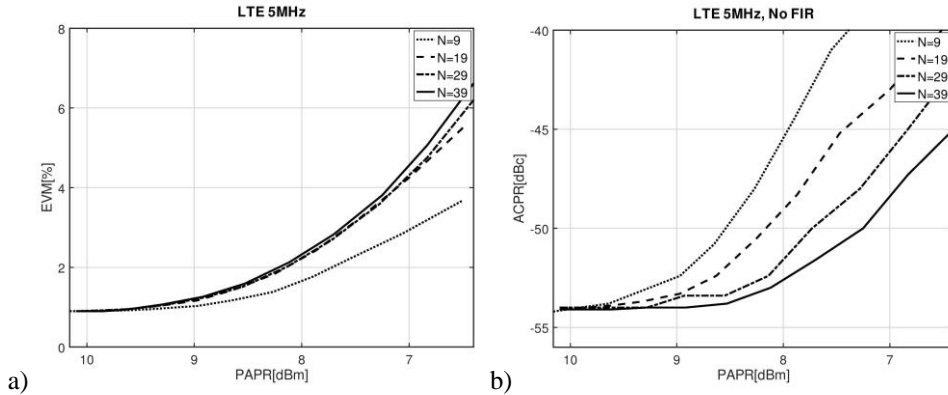 LTE 5MHz
N=9
N=19
N=29
N=39
8
6
4
2
0
EVM[%]
10
9
8
7
PAPR[dBm]
a)
LTE 5MHz, No FIR
N=9
N=19
N=29
N=39
-40
-45
-50
-55
ACPR[dBc]
10
9
8
7
PAPR[dBm]
b)